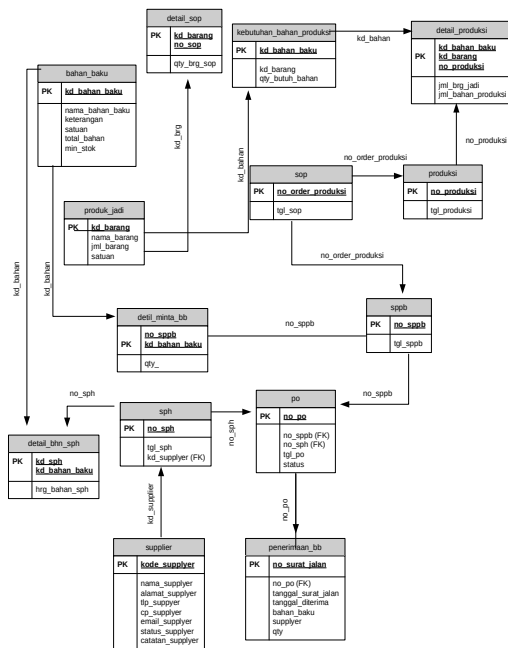 detail_sop
PK kd_barang
no_sop
qty_brg_sop
kebutuhan_bahan_produksi
PK kd_bahan_baku
kd_barang
qty_butuh_bahan
kd_bahan
detail_produksi
PK kd_bahan_baku
kd_barang
no_produksi
jml_brg_jadi
jml_bahan_produksi
bahan_baku
PK kd_bahan_baku
nama_bahan_baku
keterangan
satuan
total_bahan
min_stok
kd_brg
kd_bahan
no_produksi
sop
PK no_order_produksi
tgl_sop
no_order_produksi
produksi
PK no_produksi
tgl_produksi
produk_jadi
PK kd_barang
nama_barang
jml_barang
satuan
no_order_produksi
kd_bahan
kd_bahan
detil_minta_bb
PK no_sppb
kd_bahan_baku
qty_
no_sppb
sppb
PK no_sppb
tgl_sppb
no_sppb
no_sph
sph
PK no_sph
tgl_sph
kd_supplyer (FK)
no_sph
po
PK no_po
no_sppb (FK)
no_sph (FK)
tgl_po
status
detail_bhn_sph
PK kd_sph
kd_bahan_baku
hrg_bahan_sph
kd_supplier
no_po
supplier
PK kode_supplyer
nama_supplyer
alamat_supplyer
tlp_suppyer
cp_supplyer
email_supplyer
status_supplyer
catatan_supplyer
penerimaan_bb
PK no_surat_jalan
no_po (FK)
tanggal_surat_jalan
tanggal_diterima
bahan_baku
supplyer
qty